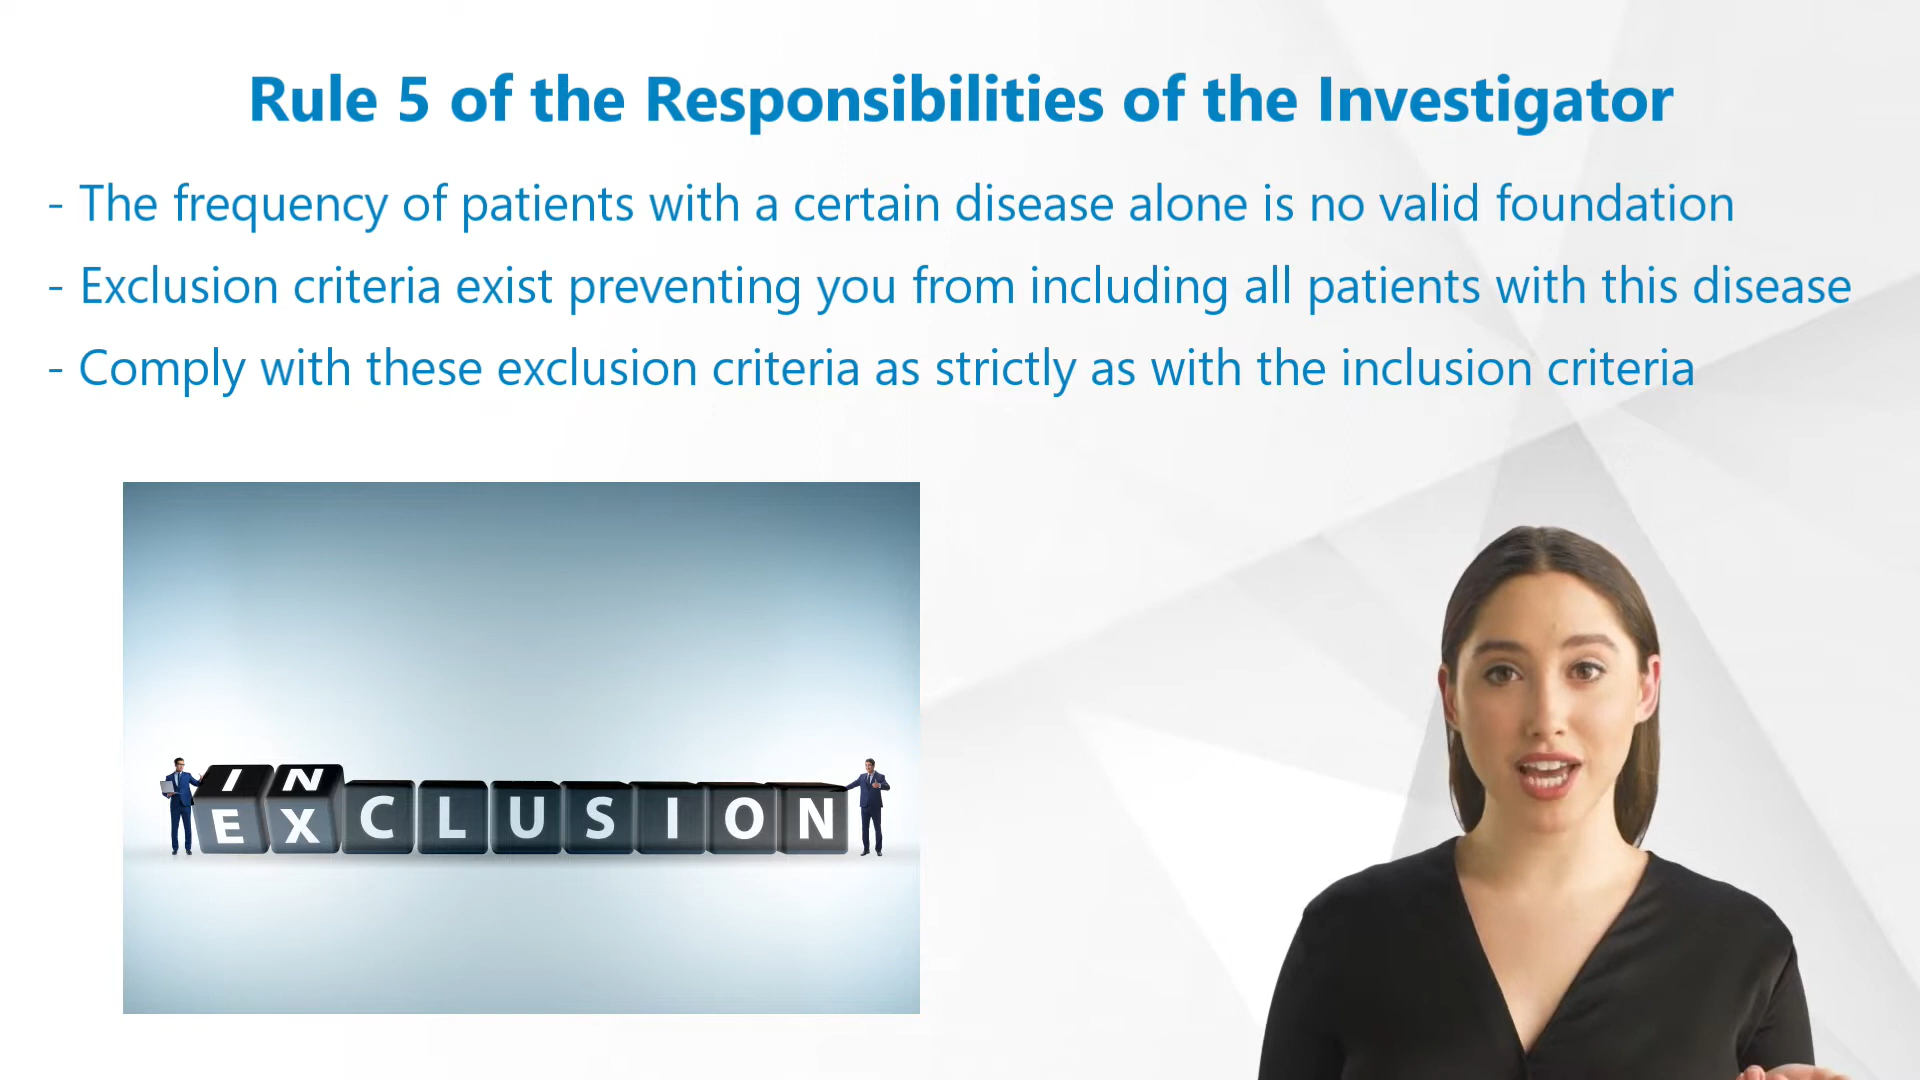 Rule 5 of the Responsibilities of the Investigator
- The frequency of patients with a certain disease alone is no valid foundation
- Exclusion criteria exist preventing you from including all patients with this disease
- Comply with these exclusion criteria as strictly as with the inclusion criteria
IN
EXCLUSION